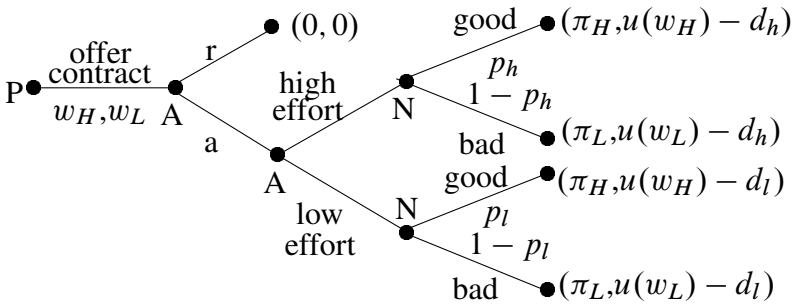 good
(π_H,u(w_H) − d_h)
(0, 0)
offer
contract
r
high
effort
p_h
1 − p_h
P
w_H,w_L
A
N
a
bad
(π_L,u(w_L) − d_h)
A
good
(π_H,u(w_H) − d_l)
low
effort
N
p_l
1 − p_l
bad
(π_L,u(w_L) − d_l)